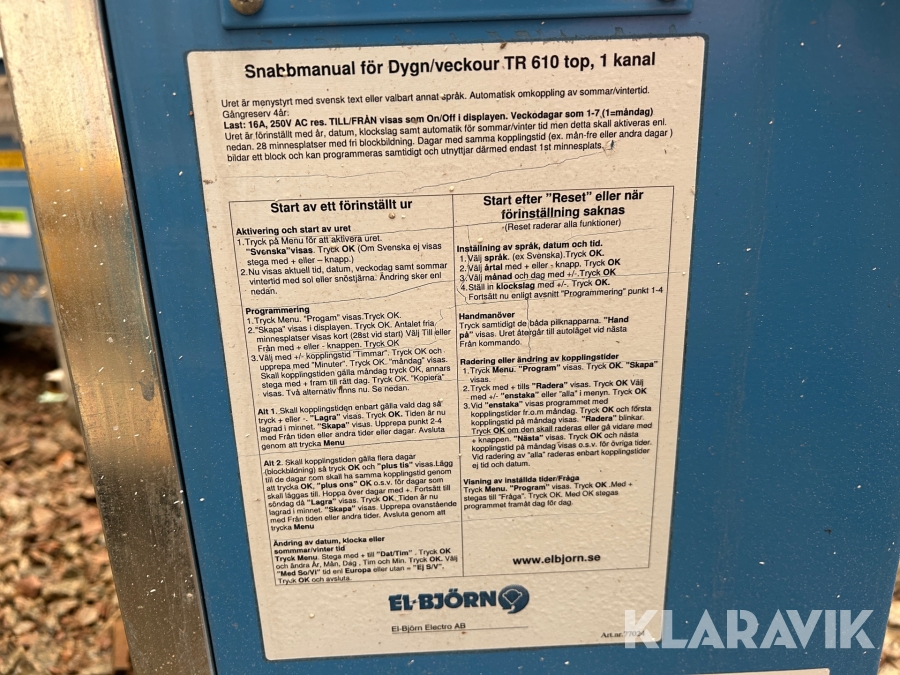 Snabbmanual för Dygn/veckour TR 610 top, 1 kanal
Uret är menystyrt med svensk text eller valbart annat språk. Automatisk omkoppling av sommar/vintertid.
Gångreserv 4år.
Last: 16A, 250V AC res. TILL/FRÅN visas som On/Off i displayen. Veckodagar som 1-7 (1=måndag)
Uret är förinställt med år, datum, klockslag samt automatik för sommar/vinter tid men detta skall aktiveras enl.
nedan. 28 minnesplatser med fri blockbildning. Dagar med samma kopplingstid (ex. mån-fre eller andra dagar )
bildar ett block och kan programeras samtidigt och utnyttjar därmed endast 1st minnesplats.
Start av ett förinställt ur
Aktivering och start av uret
1.Tryck på Menu för att aktivera uret.
"Svenska"visas. Tryck OK (Om Svenska ej visas
stega med + eller – knapp.)
2.Nu visas aktuel tid, datum, veckodag samt sommar
vintertid med sol eller snöstjärna. Ändring sker enl
nedan.
Programmering
1.Tryck Menu. "Progam" visas.Tryck OK.
2."Skapa" visas i displayen. Tryck OK. Antalet fria
minnesplatser visas kort (28st vid start) Välj Till eller
Från med + eller - knappen. Tryck OK
3.Välj med +/- kopplingstid "Timmar". Tryck OK och
upprepa med "Minuter". Tryck OK. "måndag" visas.
Skall kopplingstiden gälla måndag tryck OK, annars
stega med + fram till rätt dag. Tryck OK. "Kopiera"
visas. Två alternativ finns nu. Se nedan.
Alt 1. Skall kopplingstiden enbart gälla vald dag så
tryck + eller -. "Lagra" visas. Tryck OK. Tiden är nu
lagrad i minnet. "Skapa" visas. Upprepa punkt 2-4
med Från tiden eller andra tider eller dagar. Avsluta
genom att trycka Menu
Alt 2. Skall kopplingstiden gälla flera dagar
(blockbildning) så tryck OK och "plus tis" visas.Lägg
till de dagar som skall ha samma kopplingstid genom
att trycka OK, "plus ons" OK o.s.v. för dagar som
skall läggas till. Hoppa över dagar med +. Fortsätt till
söndag då "Lagra" visas. Tryck OK. Tiden är nu
lagrad i minnet. "Skapa" visas. Upprepa ovanstående
med Från tiden eller andra tider. Avsluta genom att
trycka Menu
Ändring av datum, klocka eller
sommmar/vinter tid
Tryck Menu. Stega med + till "Dat/Tim" . Tryck OK
och ändra År, Mån, Dag , Tim och Min. Tryck OK. Välj
"Med So/VI" tid enl Europa eller utan = "Ej S/V".
Tryck OK och avsluta.
Start efter "Reset" eller när
förinställning saknas
(Reset raderar alla funktioner)
Inställning av språk, datum och tid.
1.Välj språk. (ex Svenska).Tryck OK.
2.Välj årtal med + eller - knapp. Tryck OK
3.Välj månad och dag med +/-.Tryck OK
4.Ställ in klockslag med +/-. Tryck OK.
Fortsätt nu enligt avsnitt "Programmering" punkt 1-4
Handmanöver
Tryck samtidigt de båda pilknapparna. "Hand
på" visas. Uret återgår till autoläget vid nästa
Från kommando.
Radering eller ändring av kopplingstider
1.Tryck Menu. "Program" visas. Tryck OK. "Skapa"
visas.
2.Tryck med + tills "Radera" visas. Tryck OK Välj
med +/- "enstaka" eller "alla" i menyn. Tryck OK
3.Vid "enstaka" visas programmet med
kopplingstider fr.o.m måndag. Tryck OK och första
kopplingstid på måndag visas. "Radera" blinkar.
Tryck OK om den skall raderas eller gå vidare med
+ knappen. "Nästa" visas. Tryck OK och nästa
kopplingstid på måndag visas o.s.v. för övriga tider.
Vid radering av "alla" raderas enbart kopplingstider
ej tid och datum.
Visning av inställda tider/Fråga
Tryck Menu. "Program" visas. Tryck OK .Med +
stegas till "Fråga". Tryck OK. Med OK stegas
programmet framåt dag för dag.
www.elbjorn.se
EL-BJÖRN
El-Björn Electro AB
Art.nr.
KLARAVIK